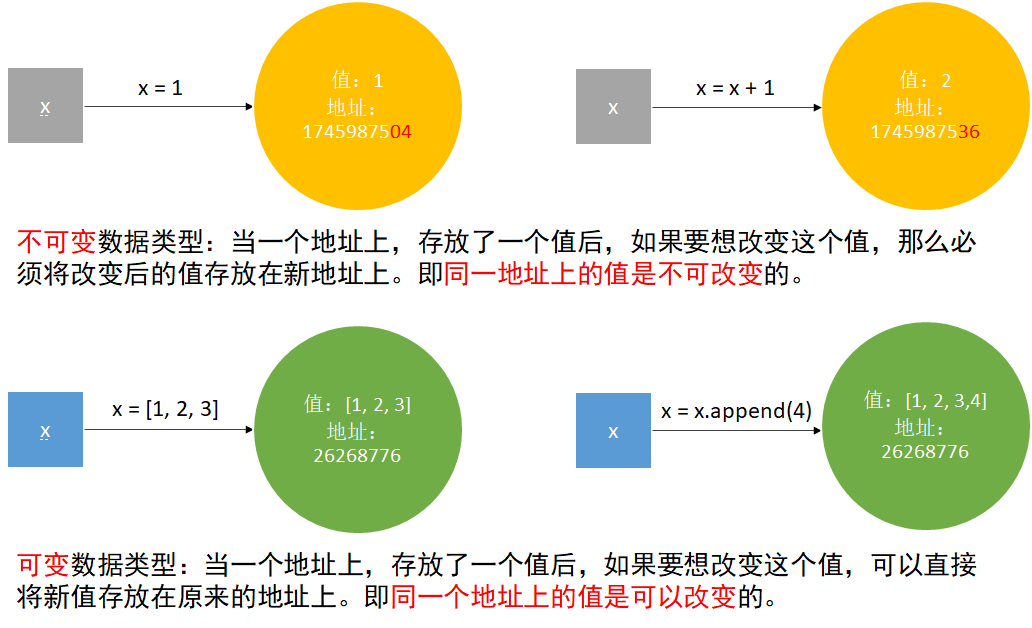 x
x = 1
值：1
地址：
1745987504
x
x = x + 1
值：2
地址：
1745987536
不可变数据类型：当一个地址上，存放了一个值后，如果要想改变这个值，那么必
须将改变后的值存放在新地址上。即同一地址上的值是不可改变的。
x
x = [1, 2, 3]
值：[1, 2, 3]
地址：
26268776
x
x = x.append(4)
值：[1, 2, 3,4]
地址：
26268776
可变数据类型：当一个地址上，存放了一个值后，如果要想改变这个值，可以直接
将新值存放在原来的地址上。即同一个地址上的值是可以改变的。